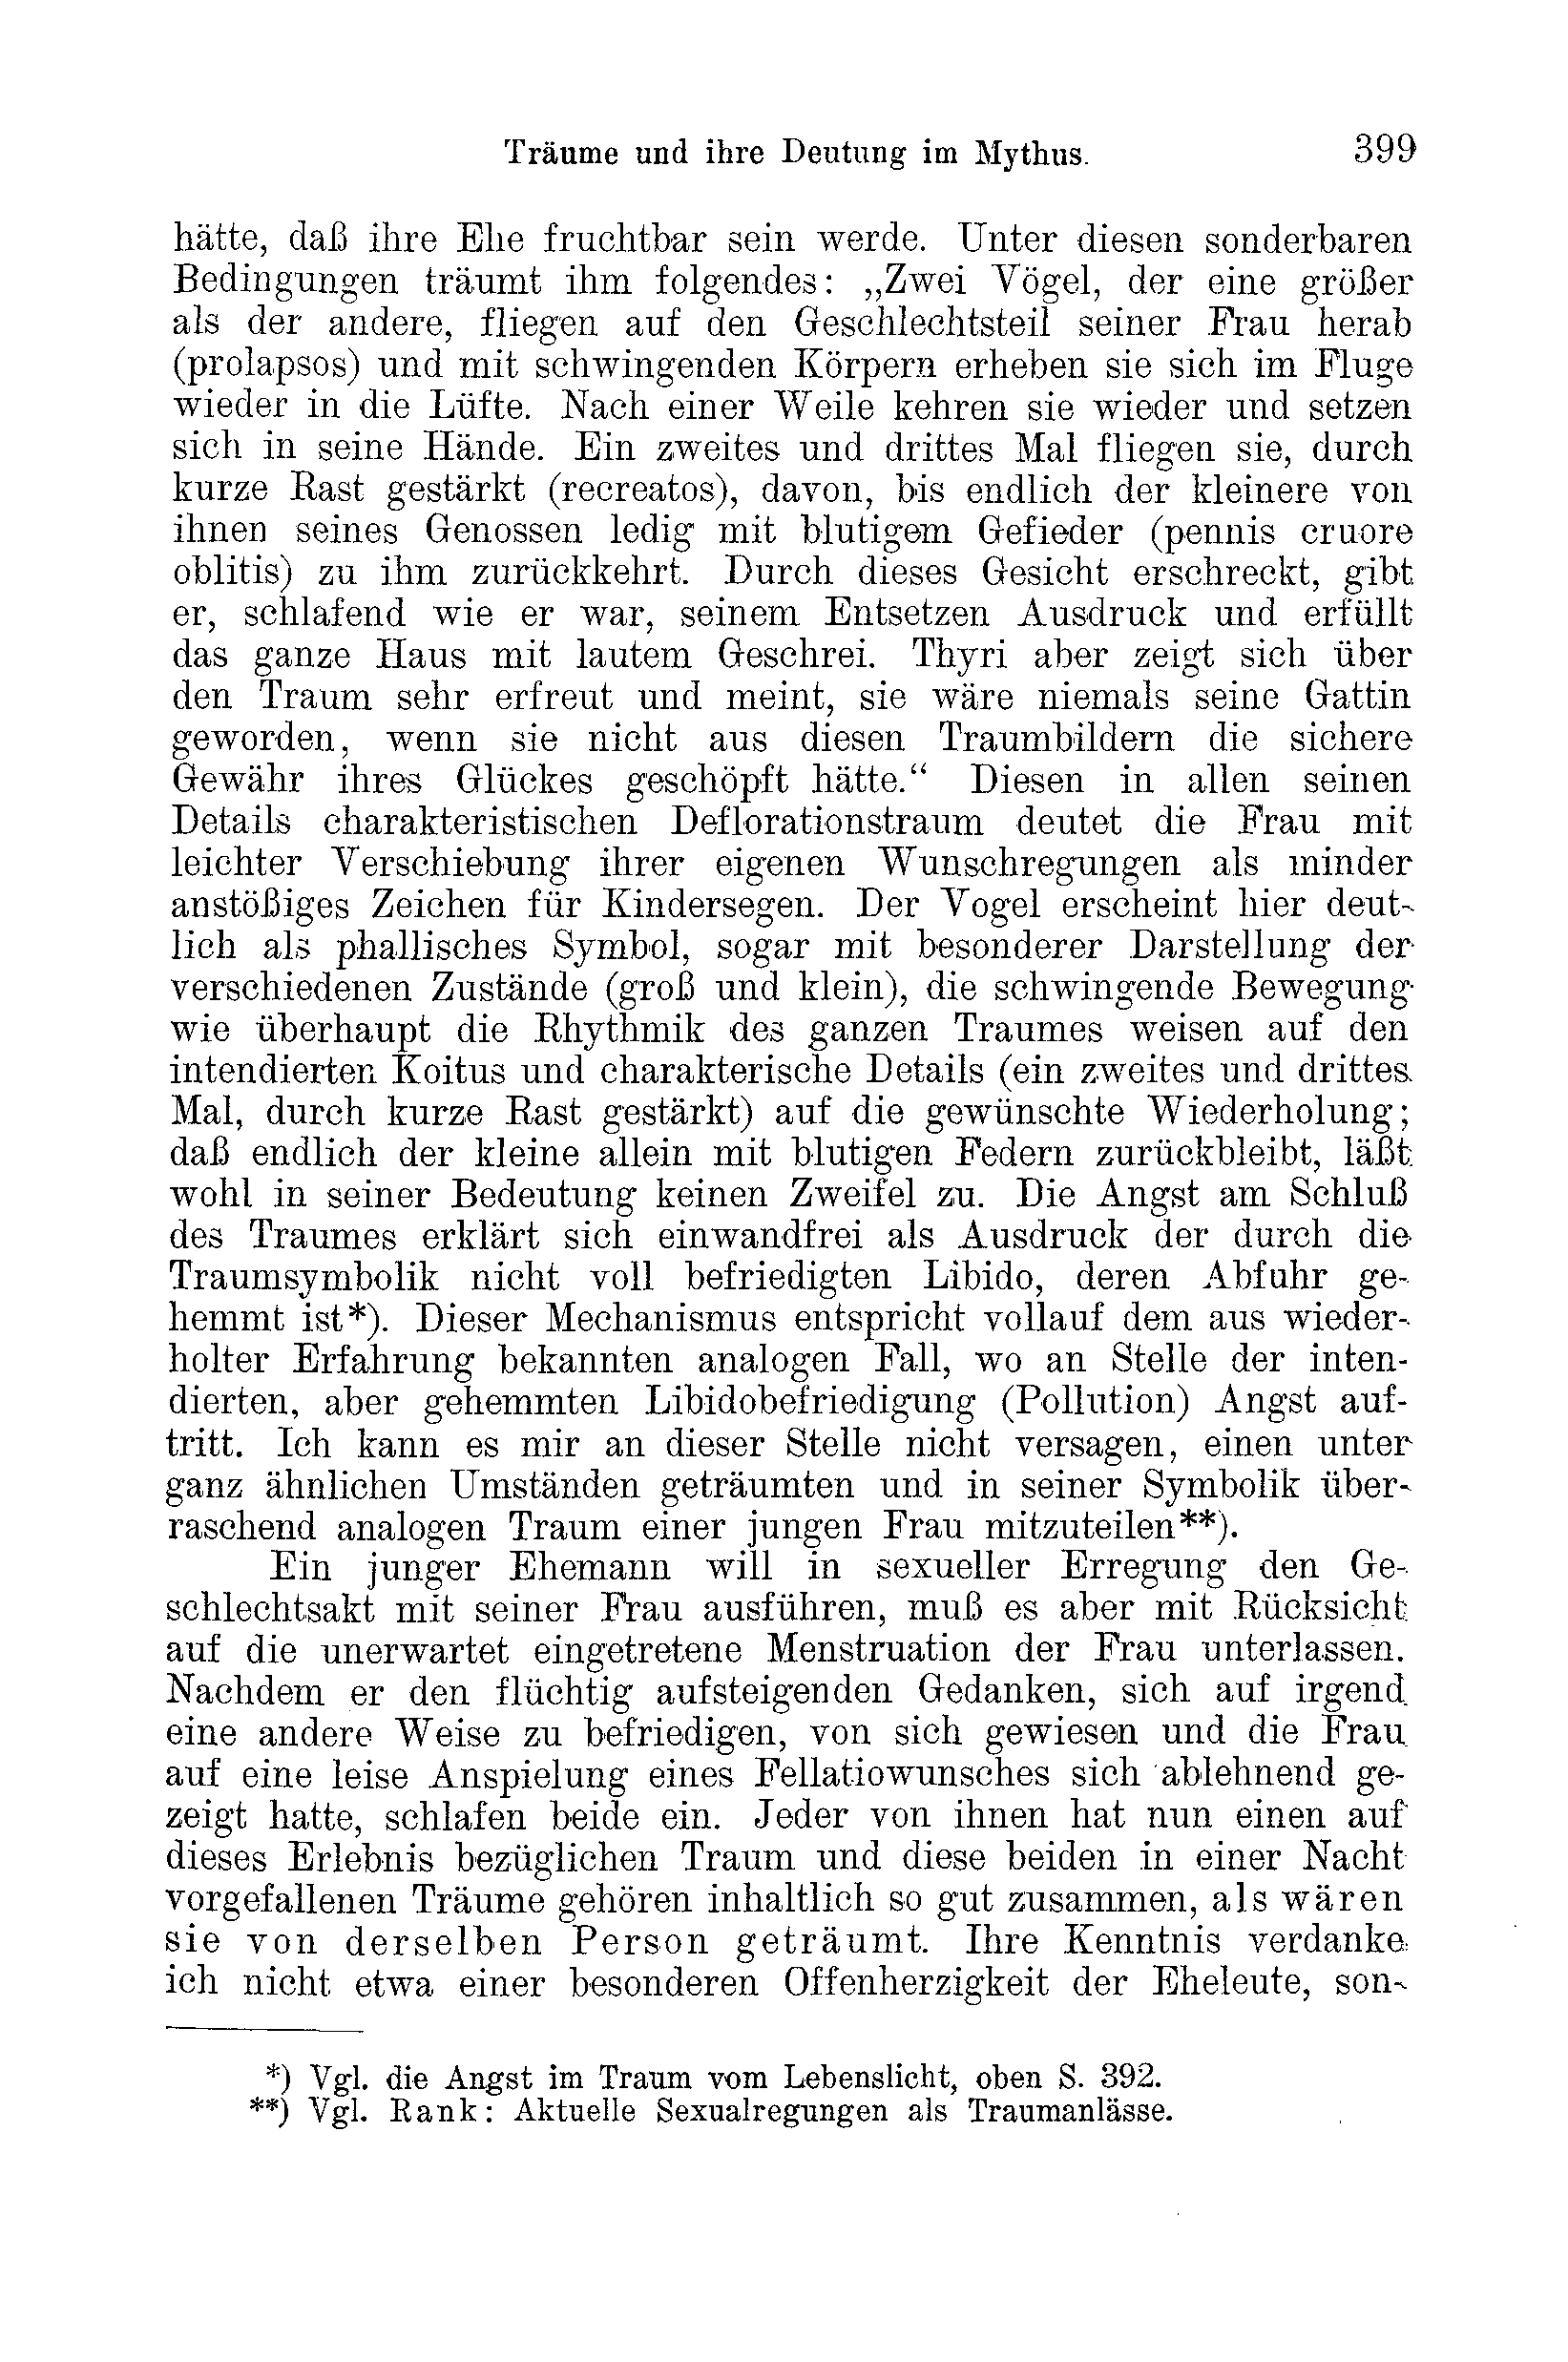 Träume und ihre Deutung im Mythus. 399
hätte, daß ihre Ehe fruchtbar sein werde. Unter diesen sonderbaren
Bedingungen träumt ihm folgendes: „Zwei Vögel, der eine größer
als der andere, fliegen auf den Geschlechtsteil seiner Frau herab
(prolapsos) und mit schwingenden Körpern erheben sie sich im Fluge
wieder in die Lüfte. Nach einer Weile kehren sie wieder und setzen
sich in seine Hände. Ein zweites und drittes Mal fliegen sie, durch
kurze Rast gestärkt (recreatos), davon, bis endlich der kleinere von
ihnen seines Genossen ledig mit blutigem Gefieder (pennis cruore
oblitis) zu ihm zurückkehrt. Durch dieses Gesicht erschreckt, gibt
er, schlafend wie er war, seinem Entsetzen Ausdruck und erfüllt
das ganze Haus mit lautem Geschrei. Thyri aber zeigt sich über
den Traum sehr erfreut und meint, sie wäre niemals seine Gattin
geworden, wenn sie nicht aus diesen Traumbildern die sichere
Gewähr ihres Glückes geschöpft hätte.“ Diesen in allen seinen
Details charakteristischen Deflorationstraum deutet die Frau mit
leichter Verschiebung ihrer eigenen Wunschregungen als minder
anstößiges Zeichen für Kindersegen. Der Vogel erscheint hier deut-
lich als phallisches Symbol, sogar mit besonderer Darstellung der
verschiedenen Zustände (groß und klein), die schwingende Bewegung
wie überhaupt die Rhythmik des ganzen Traumes weisen auf den
intendierten Koitus und charakterische Details (ein zweites und drittes
Mal, durch kurze Rast gestärkt) auf die gewünschte Wiederholung;
daß endlich der kleine allein mit blutigen Federn zurückbleibt, läßt
wohl in seiner Bedeutung keinen Zweifel zu. Die Angst am Schluß
des Traumes erklärt sich einwandfrei als Ausdruck der durch die
Traumsymbolik nicht voll befriedigten Libido, deren Abfuhr ge-
hemmt ist*). Dieser Mechanismus entspricht vollauf dem aus wieder-
holter Erfahrung bekannten analogen Fall, wo an Stelle der inten-
dierten, aber gehemmten Libidobefriedigung (Pollution) Angst auf-
tritt. Ich kann es mir an dieser Stelle nicht versagen, einen unter
ganz ähnlichen Umständen geträumten und in seiner Symbolik über-
raschend analogen Traum einer jungen Frau mitzuteilen**).
Ein junger Ehemann will in sexueller Erregung den Ge-
schlechtsakt mit seiner Frau ausführen, muß es aber mit Rücksicht
auf die unerwartet eingetretene Menstruation der Frau unterlassen.
Nachdem er den flüchtig aufsteigenden Gedanken, sich auf irgend
eine andere Weise zu befriedigen, von sich gewiesen und die Frau
auf eine leise Anspielung eines Fellatiowunsches sich ablehnend ge-
zeigt hatte, schlafen beide ein. Jeder von ihnen hat nun einen auf
dieses Erlebnis bezüglichen Traum und diese beiden in einer Nacht
vorgefallenen Träume gehören inhaltlich so gut zusammen, als wären
sie von derselben Person geträumt. Ihre Kenntnis verdanke
ich nicht etwa einer besonderen Offenherzigkeit der Eheleute, son-
*) Vgl. die Angst im Traum vom Lebenslicht, oben S. 392.
**) Vgl. Rank: Aktuelle Sexualregungen als Traumanlässe.